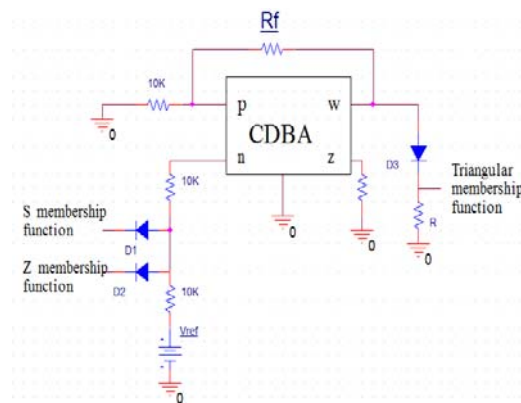 Rf
10K
0
p
w
CDBA
n
z
D3
Triangular
membership
function
R
0
0
0
0
10K
S membership
function
D1
Z membership
function
D2
10K
Vref
0